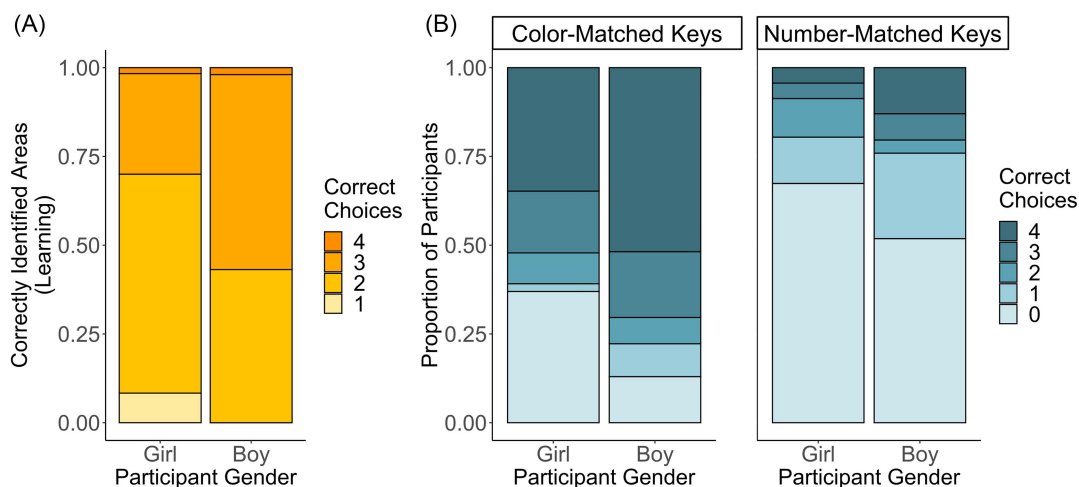 (A)
1.00
0.75
0.50
0.25
0.00
Correctly Identified Areas
(Learning)
Girl
Boy
Participant Gender
Correct
Choices
4
3
2
1
(B)
Color-Matched Keys
Number-Matched Keys
1.00
0.75
0.50
0.25
0.00
Proportion of Participants
Girl
Boy
Participant Gender
Girl
Boy
Participant Gender
Correct
Choices
4
3
2
1
0